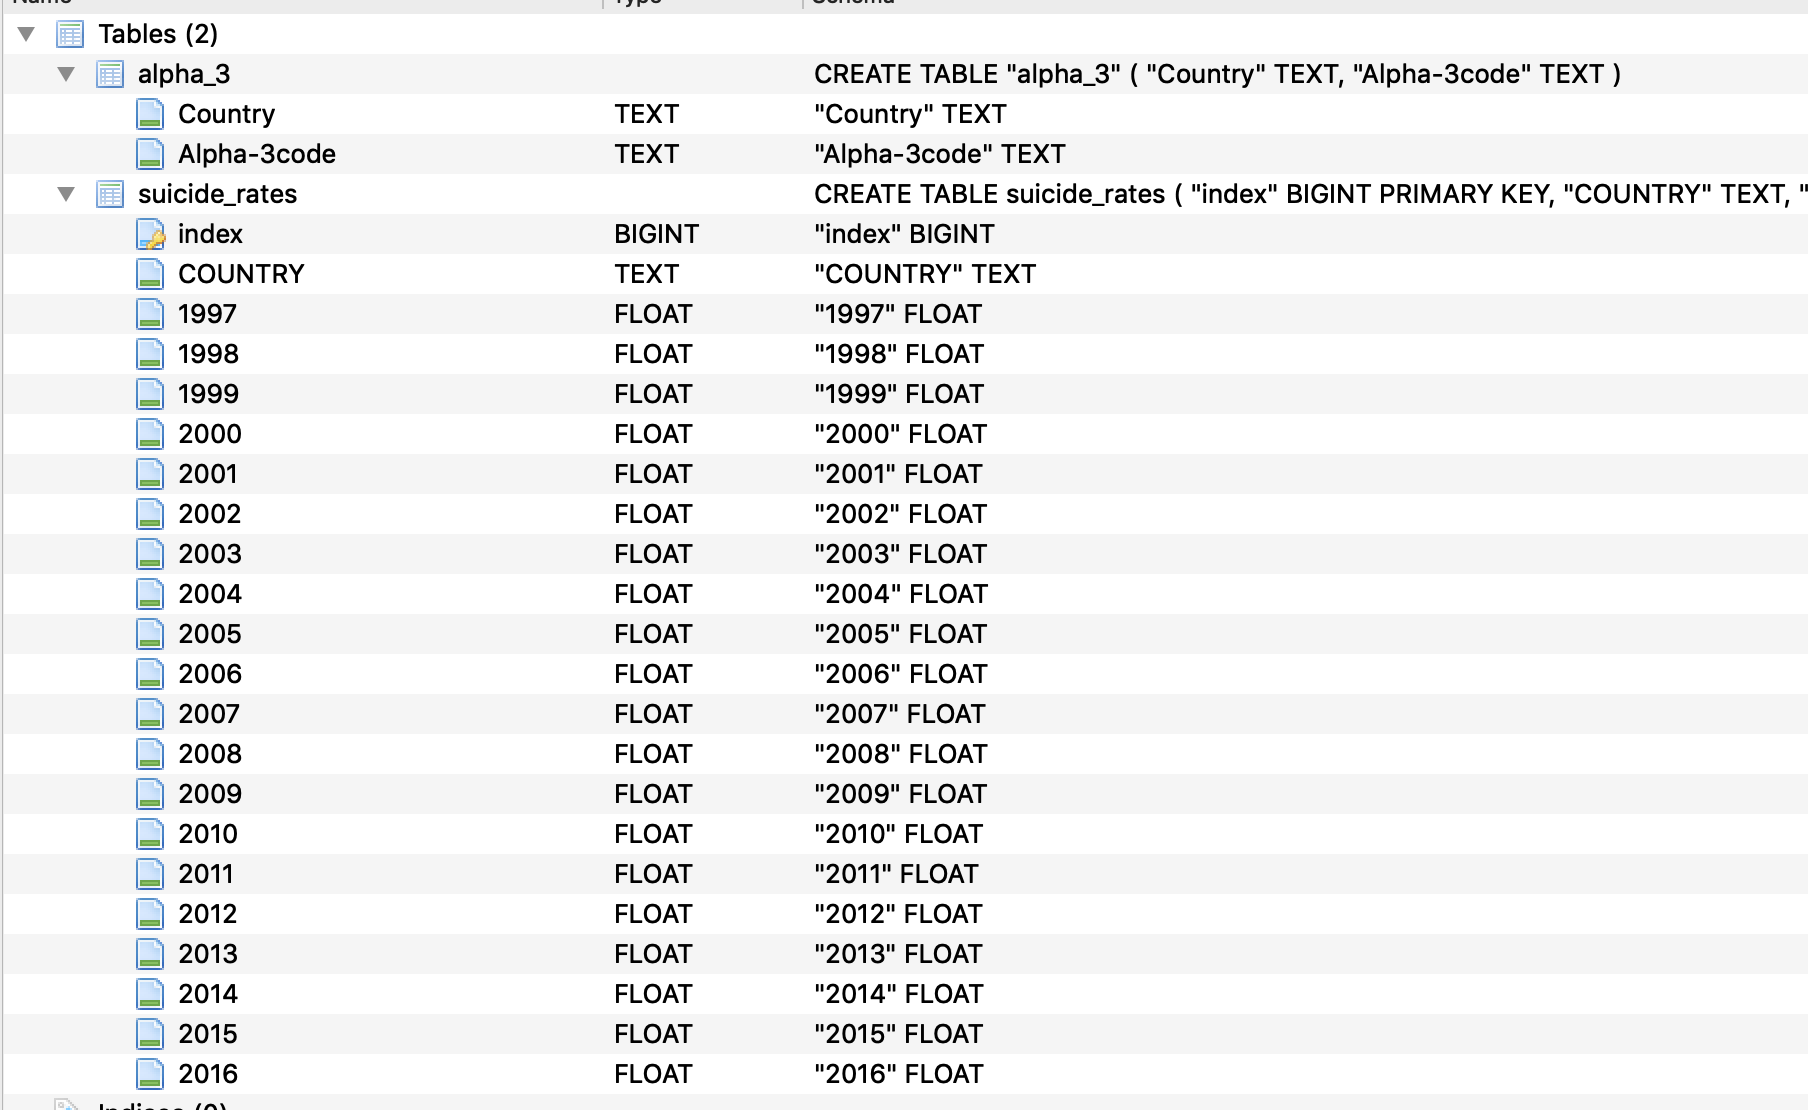 Name Type Schema
Tables (2)
alpha_3 CREATE TABLE "alpha_3" ( "Country" TEXT, "Alpha-3code" TEXT )
Country TEXT "Country" TEXT
Alpha-3code TEXT "Alpha-3code" TEXT
suicide_rates CREATE TABLE suicide_rates ( "index" BIGINT PRIMARY KEY, "COUNTRY" TEXT, "
index BIGINT "index" BIGINT
COUNTRY TEXT "COUNTRY" TEXT
1997 FLOAT "1997" FLOAT
1998 FLOAT "1998" FLOAT
1999 FLOAT "1999" FLOAT
2000 FLOAT "2000" FLOAT
2001 FLOAT "2001" FLOAT
2002 FLOAT "2002" FLOAT
2003 FLOAT "2003" FLOAT
2004 FLOAT "2004" FLOAT
2005 FLOAT "2005" FLOAT
2006 FLOAT "2006" FLOAT
2007 FLOAT "2007" FLOAT
2008 FLOAT "2008" FLOAT
2009 FLOAT "2009" FLOAT
2010 FLOAT "2010" FLOAT
2011 FLOAT "2011" FLOAT
2012 FLOAT "2012" FLOAT
2013 FLOAT "2013" FLOAT
2014 FLOAT "2014" FLOAT
2015 FLOAT "2015" FLOAT
2016 FLOAT "2016" FLOAT
Indices (0)